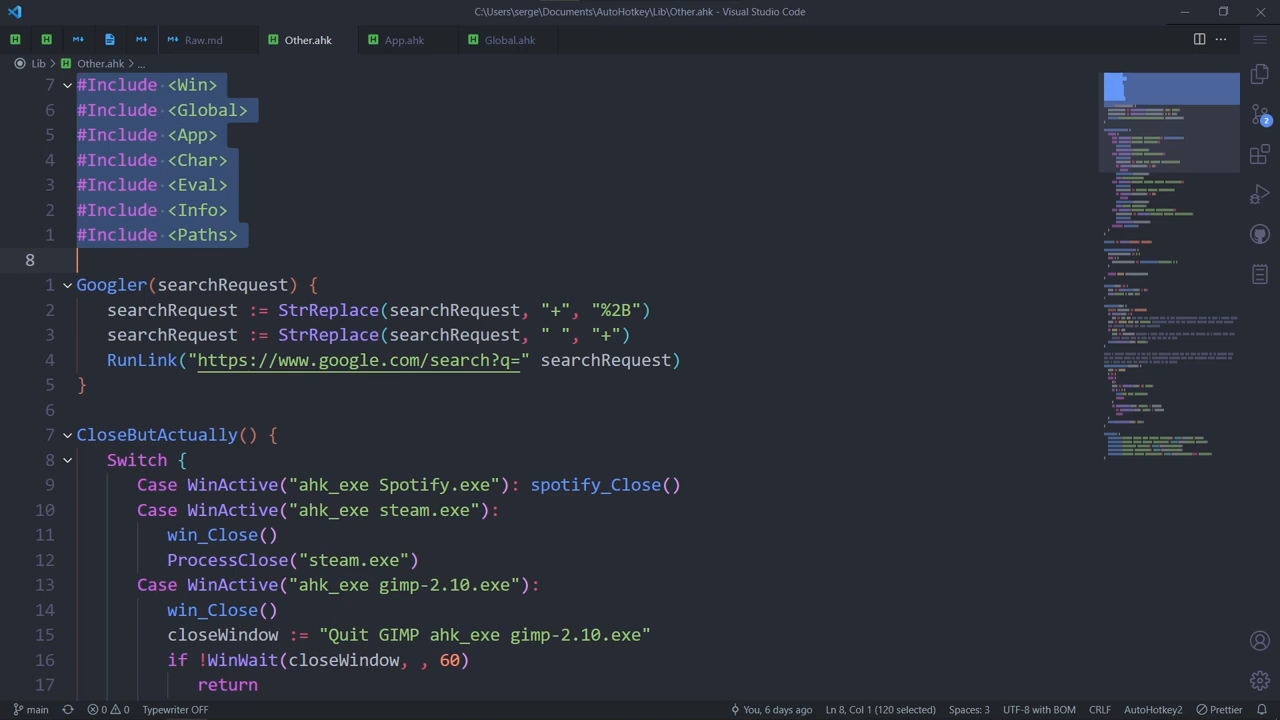 C:\Users\serge\Documents\AutoHotkey\Lib\Other.ahk - Visual Studio Code
Raw.md
Other.ahk
App.ahk
Global.ahk
Lib > Other.ahk > ...
7 #Include <Win>
6 #Include <Global>
5 #Include <App>
4 #Include <Char>
3 #Include <Eval>
2 #Include <Info>
1 #Include <Paths>
8
1 Googler(searchRequest) {
2 searchRequest := StrReplace(searchRequest, "+", "%2B")
3 searchRequest := StrReplace(searchRequest, " ", "+")
4 RunLink("https://www.google.com/search?q=" searchRequest)
5 }
6
7 CloseButActually() {
8 Switch {
9 Case WinActive("ahk_exe Spotify.exe"): spotify_Close()
10 Case WinActive("ahk_exe steam.exe"):
11 win_Close()
12 ProcessClose("steam.exe")
13 Case WinActive("ahk_exe gimp-2.10.exe"):
14 win_Close()
15 closeWindow := "Quit GIMP ahk_exe gimp-2.10.exe"
16 if !WinWait(closeWindow, , 60)
17 return
2
main 0 0 Typewriter OFF You, 6 days ago Ln 8, Col 1 (120 selected) Spaces: 3 UTF-8 with BOM CRLF AutoHotkey2 Prettier